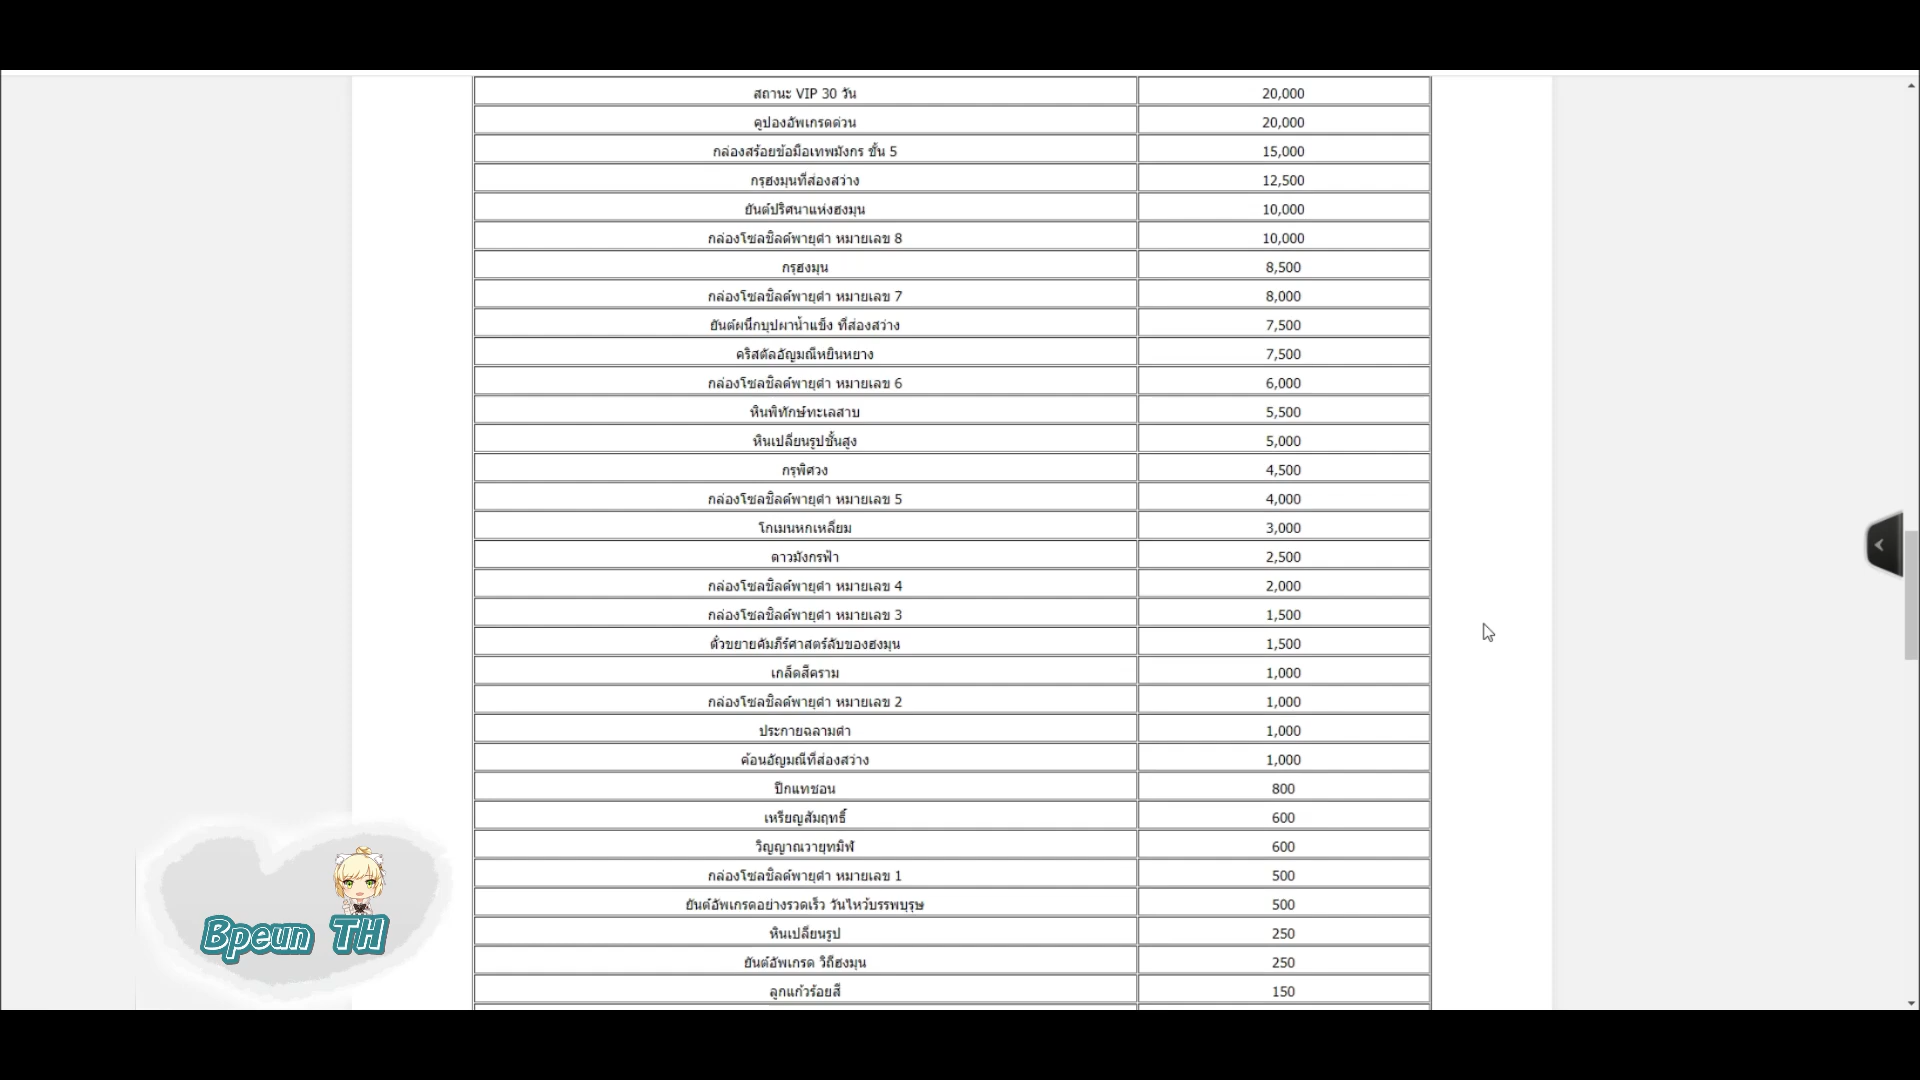 สถานะ VIP 30 วัน 20,000
คูปองอัพเกรดด่วน 20,000
กล่องสร้อยข้อมือเทพมังกร ชั้น 5 15,000
กรุฮงมุนที่ส่องสว่าง 12,500
ยันต์ปริศนาแห่งฮงมุน 10,000
กล่องโซลชิลด์พายุดำ หมายเลข 8 10,000
กรุฮงมุน 8,500
กล่องโซลชิลด์พายุดำ หมายเลข 7 8,000
ยันต์ผนึกบุปผาน้ำแข็ง ที่ส่องสว่าง 7,500
คริสตัลอัญมณีหยินหยาง 7,500
กล่องโซลชิลด์พายุดำ หมายเลข 6 6,000
หินพิทักษ์ทะเลสาบ 5,500
หินเปลี่ยนรูปชั้นสูง 5,000
กรุพิศวง 4,500
กล่องโซลชิลด์พายุดำ หมายเลข 5 4,000
โกเมนหกเหลี่ยม 3,000
ดาวมังกรฟ้า 2,500
กล่องโซลชิลด์พายุดำ หมายเลข 4 2,000
กล่องโซลชิลด์พายุดำ หมายเลข 3 1,500
ตั๋วขยายคัมภีร์ศาสตร์ลับของฮงมุน 1,500
เกล็ดสีคราม 1,000
กล่องโซลชิลด์พายุดำ หมายเลข 2 1,000
ประกายฉลามดำ 1,000
ค้อนอัญมณีที่ส่องสว่าง 1,000
ปีกแทชอน 800
เหรียญสัมฤทธิ์ 600
วิญญาณวายุทมิฬ 600
กล่องโซลชิลด์พายุดำ หมายเลข 1 500
ยันต์อัพเกรดอย่างรวดเร็ว วันไหว้บรรพบุรุษ 500
หินเปลี่ยนรูป 250
ยันต์อัพเกรด วิถีฮงมุน 250
ลูกแก้วร้อยสี 150
Bpeun TH